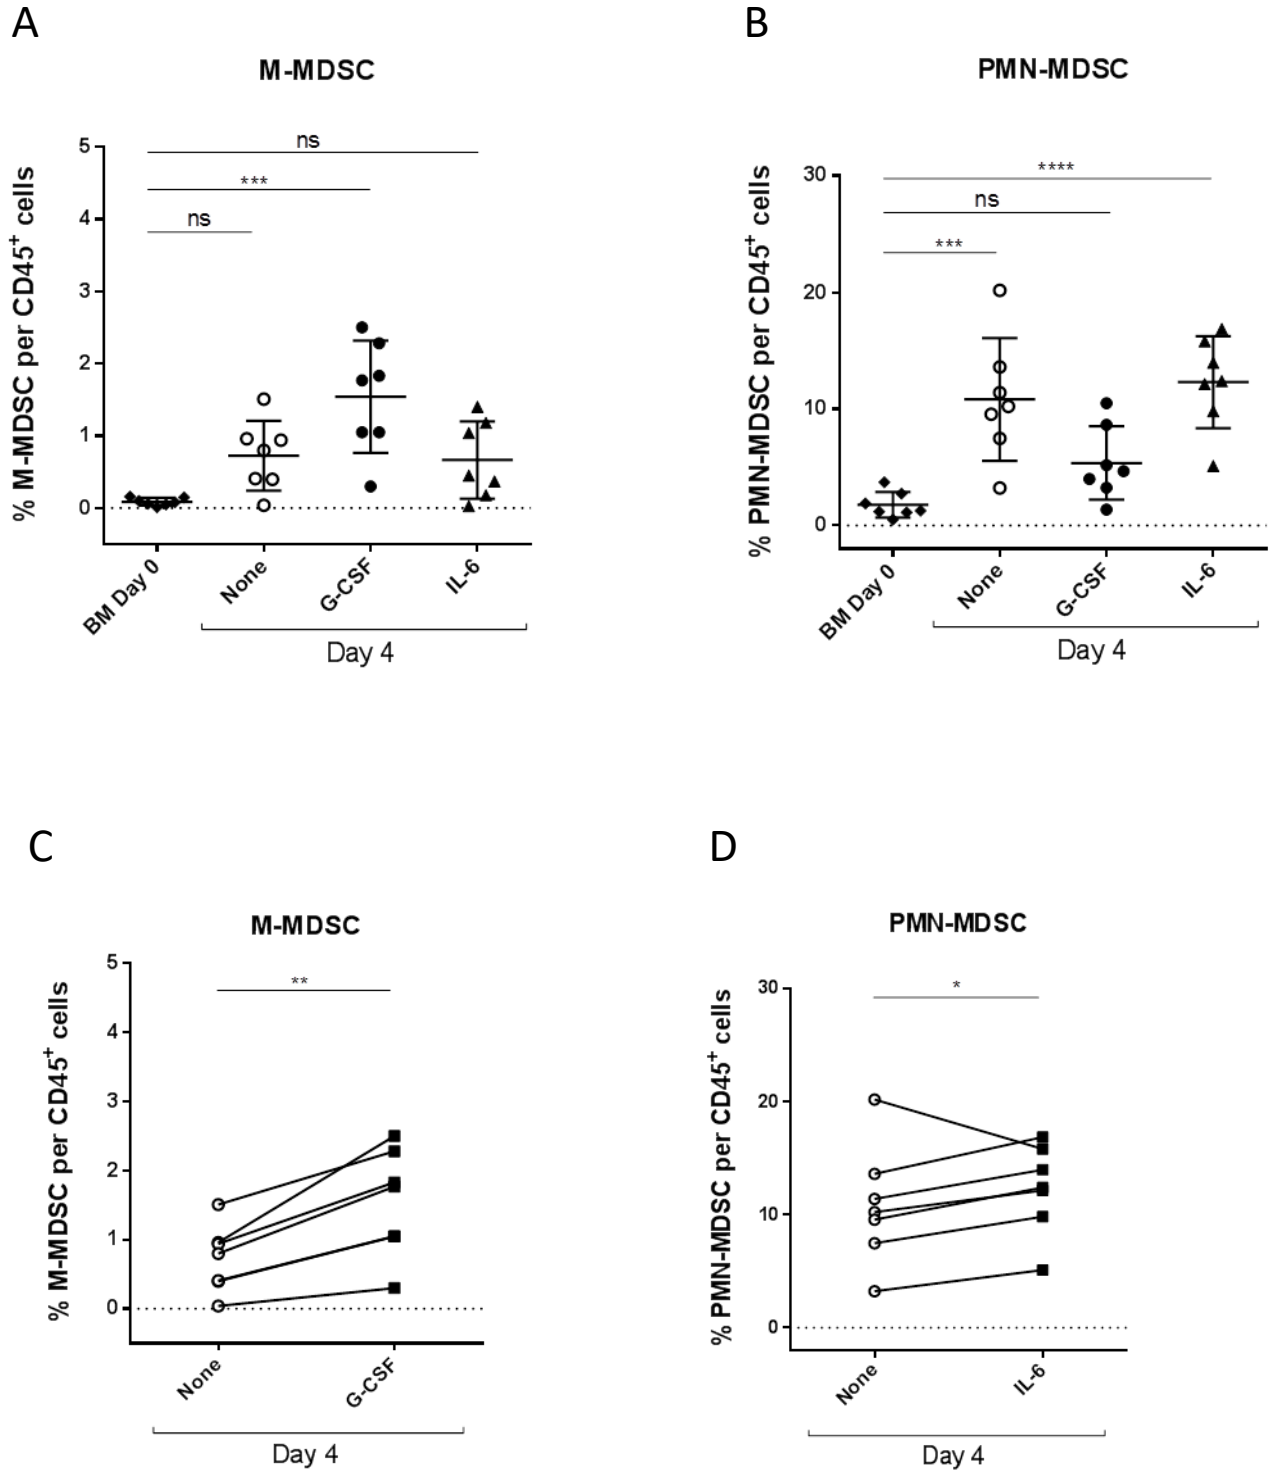 A
M-MDSC
% M-MDSC per CD45+ cells
5
4
3
2
1
0
ns
***
ns
BM Day 0
None
G-CSF
IL-6
Day 4
B
PMN-MDSC
% PMN-MDSC per CD45+ cells
30
20
10
0
****
ns
***
BM Day 0
None
G-CSF
IL-6
Day 4
C
M-MDSC
% M-MDSC per CD45+ cells
5
4
3
2
1
0
**
None
G-CSF
Day 4
D
PMN-MDSC
% PMN-MDSC per CD45+ cells
30
20
10
0
*
None
IL-6
Day 4